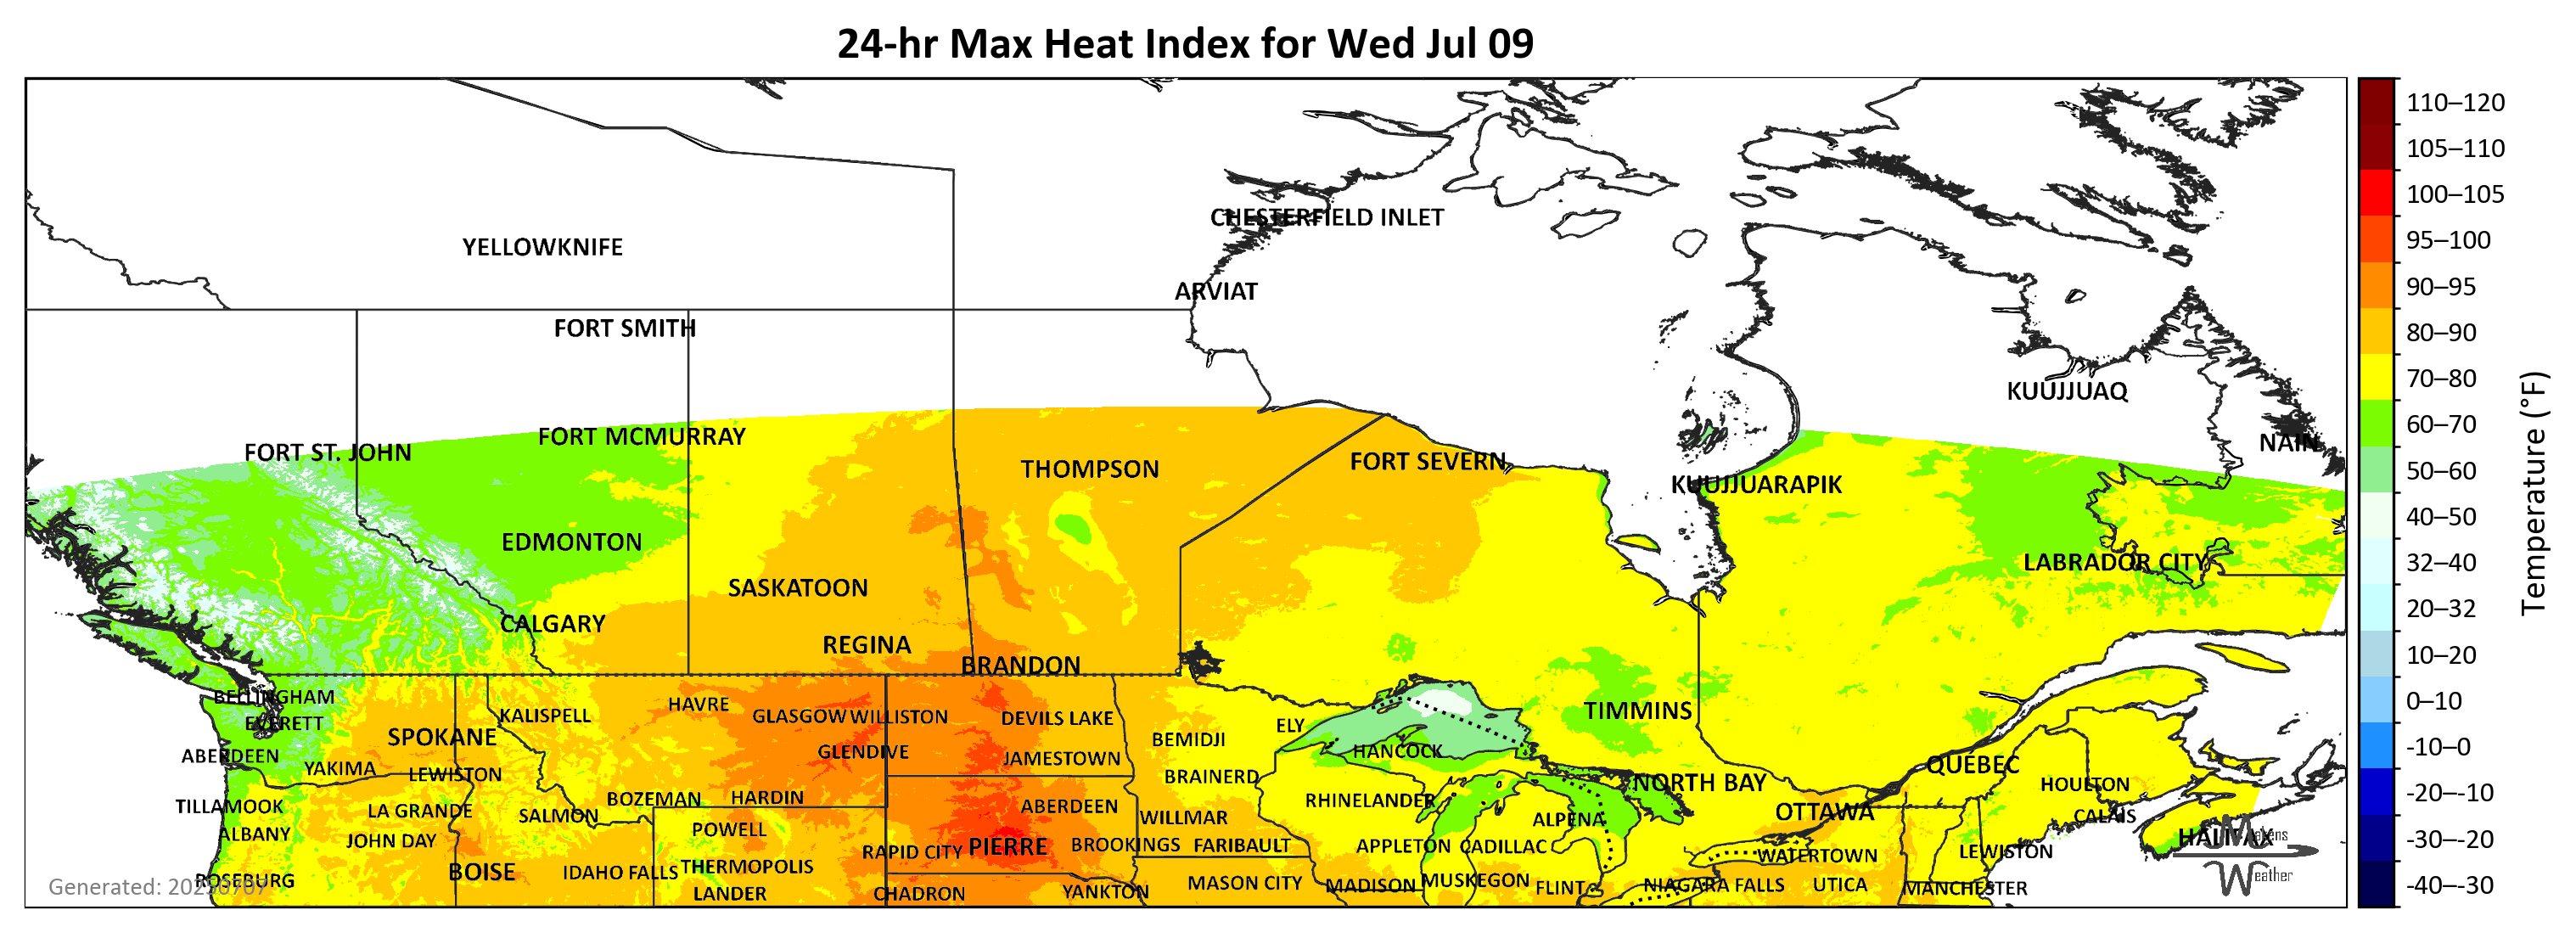 24-hr Max Heat Index for Wed Jul 09
110–120
105–110
CHESTERFIELD INLET
100–105
YELLOWKNIFE
95–100
ARVIAT
90–95
FORT SMITH
80–90
KUUJJUAQ
70–80
FORT MCMURRAY
60–70
FORT ST. JOHN
NAIN
THOMPSON
FORT SEVERN
50–60
KUUJJUARAPIK
40–50
EDMONTON
LABRADOR CITY
32–40
SASKATOON
20–32
CALGARY
REGINA
BRANDON
10–20
BELLINGHAM
HAVRE
0–10
KALISPELL
GLASGOW
WILLISTON
DEVILS LAKE
TIMMINS
EVERETT
ELY
SPOKANE
BEMIDJI
-10–0
GLENDIVE
HANCOCK
ABERDEEN
JAMESTOWN
QUEBEC
YAKIMA
LEWISTON
BRAINERD
NORTH BAY
HOULTON
-20–-10
BOZEMAN
HARDIN
RHINELANDER
TILLAMOOK
LA GRANDE
SALMON
ABERDEEN
WILLMAR
ALPENA
OTTAWA
CALAIS
ALBANY
JOHN DAY
POWELL
HALIFAX
-30–-20
RAPID CITY
PIERRE
BROOKINGS
FARIBAULT
APPLETON
CADILLAC
WATERTOWN
LEWISTON
BOISE
IDAHO FALLS
THERMOPOLIS
ROSEBURG
MASON CITY
MADISON
MUSKEGON
FLINT
NIAGARA FALLS
UTICA
MANCHESTER
-40–-30
LANDER
CHADRON
YANKTON
Generated: 20250707
Weather
Temperature (°F)